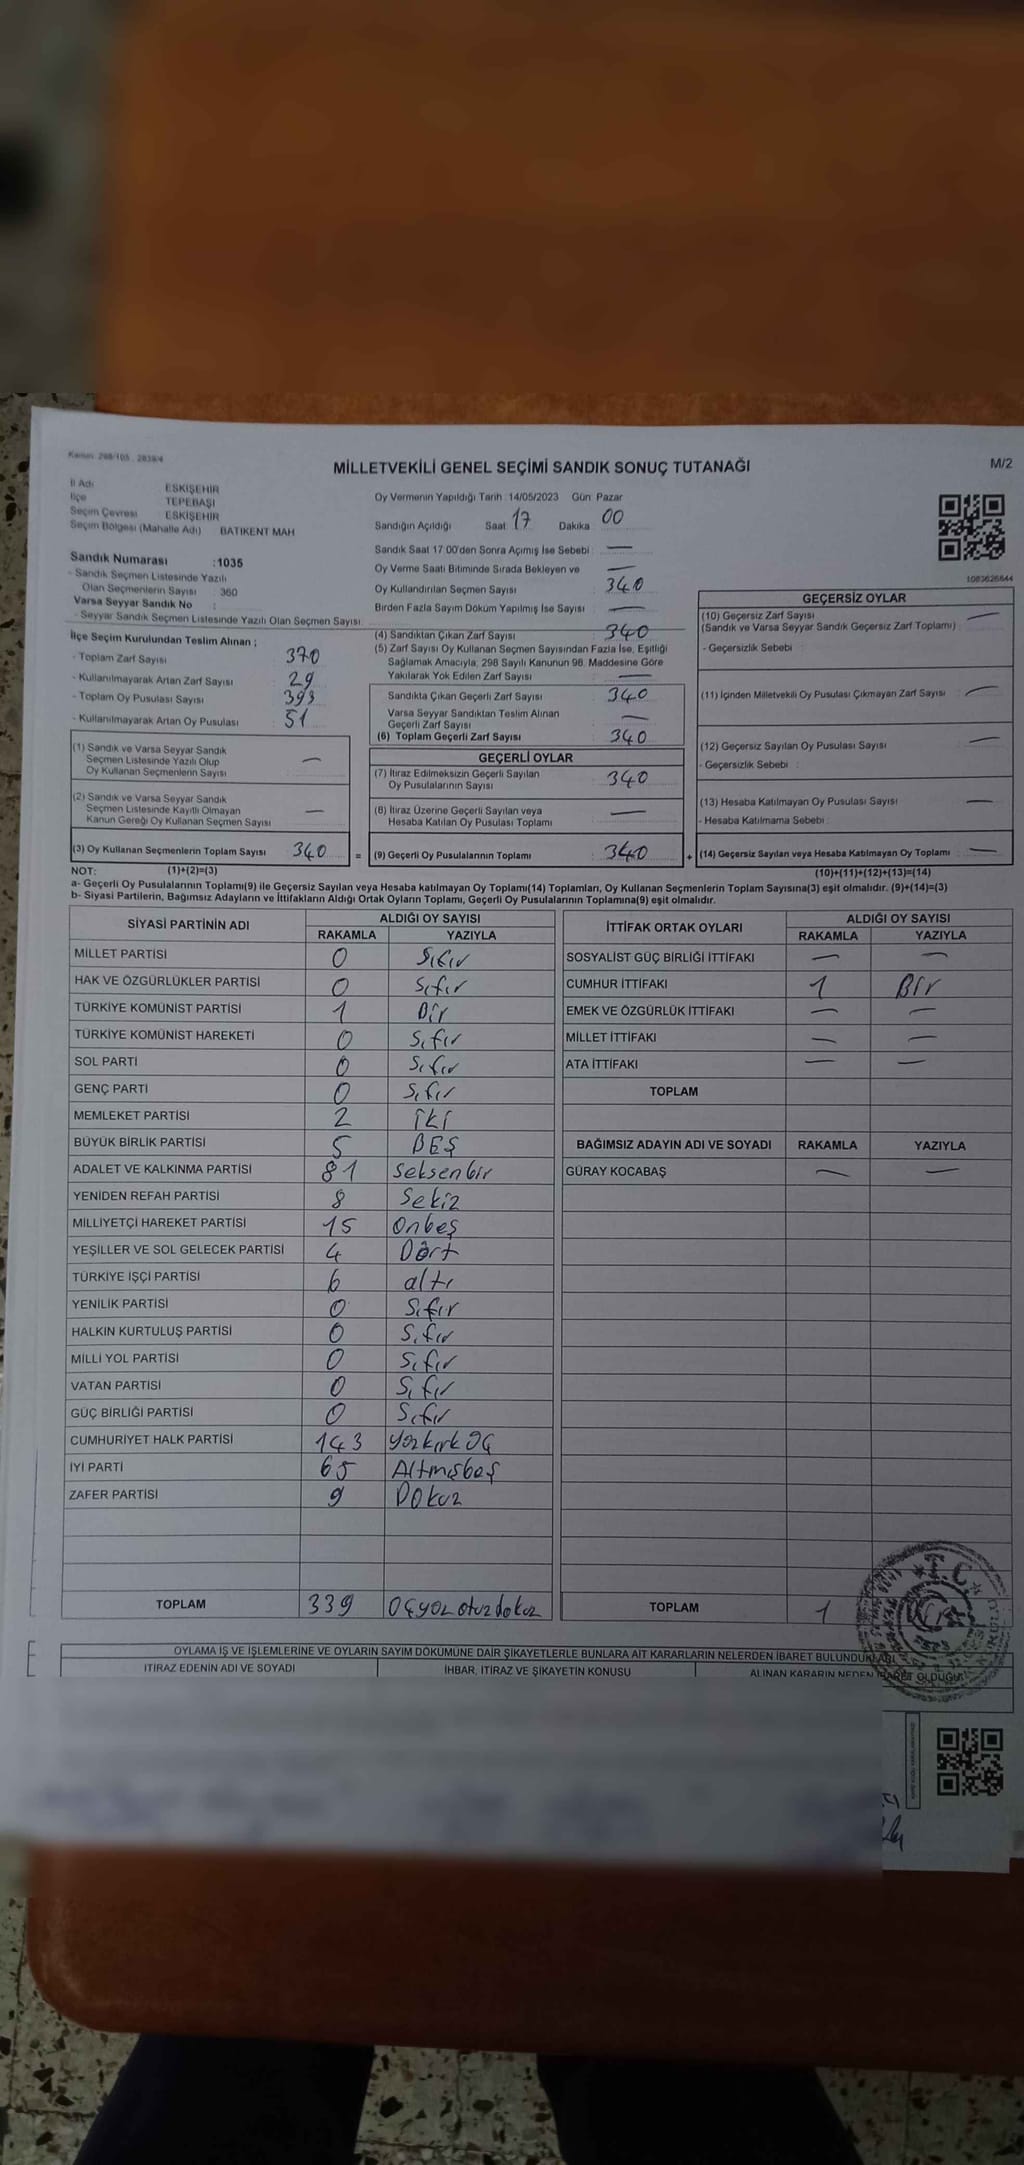 Kanun: 298/105 , 2839/4
MİLLETVEKİLİ GENEL SEÇİMİ SANDIK SONUÇ TUTANAĞI
M/2
İl Adı ESKİŞEHİR
İlçe TEPEBAŞI
Seçim Çevresi ESKİŞEHİR
Seçim Bölgesi (Mahalle Adı) BATIKENT MAH
Oy Vermenin Yapıldığı Tarih : 14/05/2023 Gün Pazar
Sandığın Açıldığı Saat 17 Dakika 00
Sandık Saat 17:00'den Sonra Açımış İse Sebebi : —
Oy Verme Saati Bitiminde Sırada Bekleyen ve —
Oy Kullandırılan Seçmen Sayısı 340
Birden Fazla Sayım Döküm Yapılmış İse Sayısı —
Sandık Numarası : 1035
- Sandık Seçmen Listesinde Yazılı
Olan Seçmenlerin Sayısı : 360
Varsa Seyyar Sandık No :
- Seyyar Sandık Seçmen Listesinde Yazılı Olan Seçmen Sayısı
1083626844
İlçe Seçim Kurulundan Teslim Alınan ;
- Toplam Zarf Sayısı 370
- Kullanılmayarak Artan Zarf Sayısı 29
- Toplam Oy Pusulası Sayısı 393
- Kullanılmayarak Artan Oy Pusulası 51
(1) Sandık ve Varsa Seyyar Sandık
Seçmen Listesinde Yazılı Olup
Oy Kullanan Seçmenlerin Sayısı —
(2) Sandık ve Varsa Seyyar Sandık
Seçmen Listesinde Kayıtlı Olmayan
Kanun Gereği Oy Kullanan Seçmen Sayısı —
(3) Oy Kullanan Seçmenlerin Toplam Sayısı 340 =
(4) Sandıktan Çıkan Zarf Sayısı 340
(5) Zarf Sayısı Oy Kullanan Seçmen Sayısından Fazla İse, Eşitliği
Sağlamak Amacıyla, 298 Sayılı Kanunun 98. Maddesine Göre
Yakılarak Yok Edilen Zarf Sayısı —
Sandıkta Çıkan Geçerli Zarf Sayısı 340
Varsa Seyyar Sandıktan Teslim Alınan
Geçerli Zarf Sayısı —
(6) Toplam Geçerli Zarf Sayısı 340
GEÇERLİ OYLAR
(7) İtiraz Edilmeksizin Geçerli Sayılan
Oy Pusulalarının Sayısı 340
(8) İtiraz Üzerine Geçerli Sayılan veya
Hesaba Katılan Oy Pusulası Toplamı —
(9) Geçerli Oy Pusulalarının Toplamı 340 +
GEÇERSİZ OYLAR
(10) Geçersiz Zarf Sayısı —
(Sandık ve Varsa Seyyar Sandık Geçersiz Zarf Toplamı) :
- Geçersizlik Sebebi :
(11) İçinden Milletvekili Oy Pusulası Çıkmayan Zarf Sayısı —
(12) Geçersiz Sayılan Oy Pusulası Sayısı —
- Geçersizlik Sebebi :
(13) Hesaba Katılmayan Oy Pusulası Sayısı —
- Hesaba Katılmama Sebebi :
(14) Geçersiz Sayılan veya Hesaba Katılmayan Oy Toplamı —
NOT: (1)+(2)=(3) (10)+(11)+(12)+(13)=(14)
a- Geçerli Oy Pusulalarının Toplamı(9) ile Geçersiz Sayılan veya Hesaba katılmayan Oy Toplamı(14) Toplamları, Oy Kullanan Seçmenlerin Toplam Sayısına(3) eşit olmalıdır. (9)+(14)=(3)
b- Siyasi Partilerin, Bağımsız Adayların ve İttifakların Aldığı Ortak Oyların Toplamı, Geçerli Oy Pusulalarının Toplamına(9) eşit olmalıdır.
SİYASİ PARTİNİN ADI ALDIĞI OY SAYISI
RAKAMLA YAZIYLA
MİLLET PARTİSİ 0 Sıfır
HAK VE ÖZGÜRLÜKLER PARTİSİ 0 Sıfır
TÜRKİYE KOMÜNİST PARTİSİ 1 Bir
TÜRKİYE KOMÜNİST HAREKETİ 0 Sıfır
SOL PARTİ 0 Sıfır
GENÇ PARTİ 0 Sıfır
MEMLEKET PARTİSİ 2 İKİ
BÜYÜK BİRLİK PARTİSİ 5 BEŞ
ADALET VE KALKINMA PARTİSİ 81 Seksenbir
YENİDEN REFAH PARTİSİ 8 Sekiz
MİLLİYETÇİ HAREKET PARTİSİ 15 Onbeş
YEŞİLLER VE SOL GELECEK PARTİSİ 4 Dört
TÜRKİYE İŞÇİ PARTİSİ 6 altı
YENİLİK PARTİSİ 0 Sıfır
HALKIN KURTULUŞ PARTİSİ 0 Sıfır
MİLLİ YOL PARTİSİ 0 Sıfır
VATAN PARTİSİ 0 Sıfır
GÜÇ BİRLİĞİ PARTİSİ 0 Sıfır
CUMHURİYET HALK PARTİSİ 143 Yüzkırk Üç
İYİ PARTİ 65 Altmışbeş
ZAFER PARTİSİ 9 Dokuz
TOPLAM 339 Üçyüz otuz dokuz
İTTİFAK ORTAK OYLARI ALDIĞI OY SAYISI
RAKAMLA YAZIYLA
SOSYALİST GÜÇ BİRLİĞİ İTTİFAKI — —
CUMHUR İTTİFAKI 1 Bir
EMEK VE ÖZGÜRLÜK İTTİFAKI — —
MİLLET İTTİFAKI — —
ATA İTTİFAKI — —
TOPLAM
BAĞIMSIZ ADAYIN ADI VE SOYADI RAKAMLA YAZIYLA
GÜRAY KOCABAŞ — —
TOPLAM 1
T.C.
OYLAMA İŞ VE İŞLEMLERİNE VE OYLARIN SAYIM DÖKÜMÜNE DAİR ŞİKAYETLERLE BUNLARA AİT KARARLARIN NELERDEN İBARET BULUNDUKLARI
İTİRAZ EDENİN ADI VE SOYADI İHBAR, İTİRAZ VE ŞİKAYETİN KONUSU ALINAN KARARIN NEDEN İBARET OLDUĞU